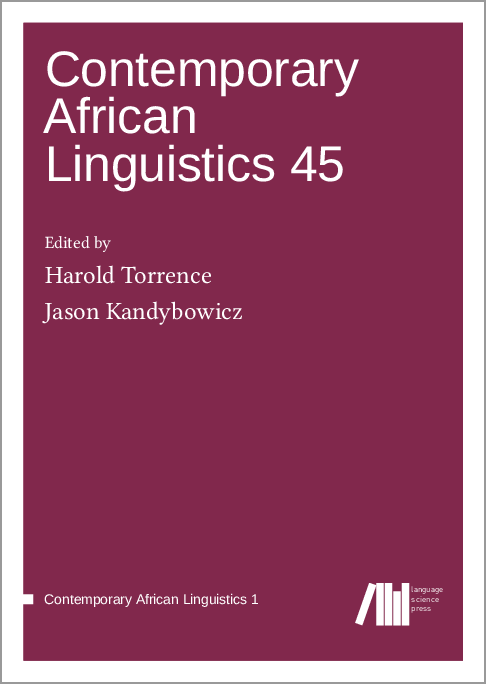 Contemporary
African
Linguistics 45
Edited by
Harold Torrence
Jason Kandybowicz
Contemporary African Linguistics 1
language
science
press